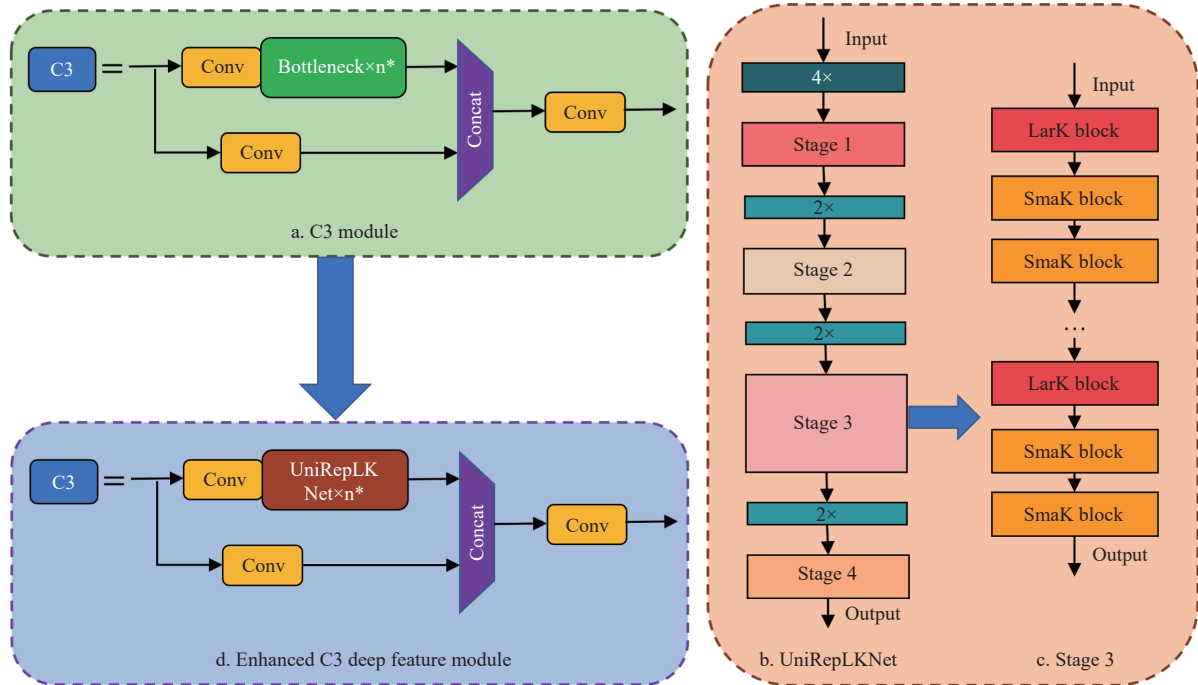 C3
=
Conv
Bottleneck×n*
Conv
Concat
Conv
a. C3 module
C3
=
Conv
UniRepLK
Net×n*
Conv
Concat
Conv
d. Enhanced C3 deep feature module
Input
4×
Stage 1
2×
Stage 2
2×
Stage 3
2×
Stage 4
Output
b. UniRepLKNet
Input
LarK block
SmaK block
SmaK block
...
LarK block
SmaK block
SmaK block
Output
c. Stage 3